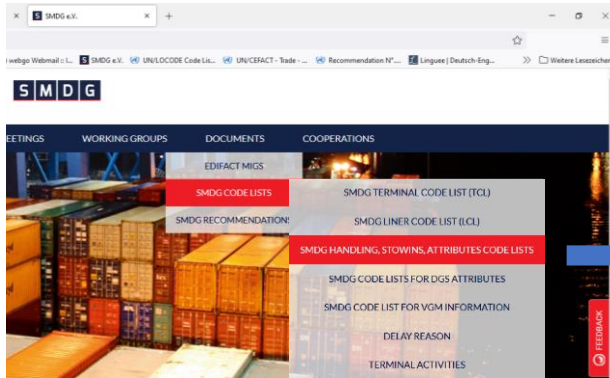 SMDG e.V.
webgo Webmail :: l... SMDG e.V. UN/LOCODE Code Lis... UN/CEFACT - Trade - ... Recommendation N°.... Linguee | Deutsch-Eng... Weitere Lesezeichen
SMDG
EETINGS WORKING GROUPS DOCUMENTS COOPERATIONS
EDIFACT MIGS
SMDG CODE LISTS SMDG TERMINAL CODE LIST (TCL)
SMDG RECOMMENDATIONS SMDG LINER CODE LIST (LCL)
SMDG HANDLING, STOWINS, ATTRIBUTES CODE LISTS
SMDG CODE LISTS FOR DGS ATTRIBUTES
SMDG CODE LIST FOR VGM INFORMATION
DELAY REASON
TERMINAL ACTIVITIES
FEEDBACK